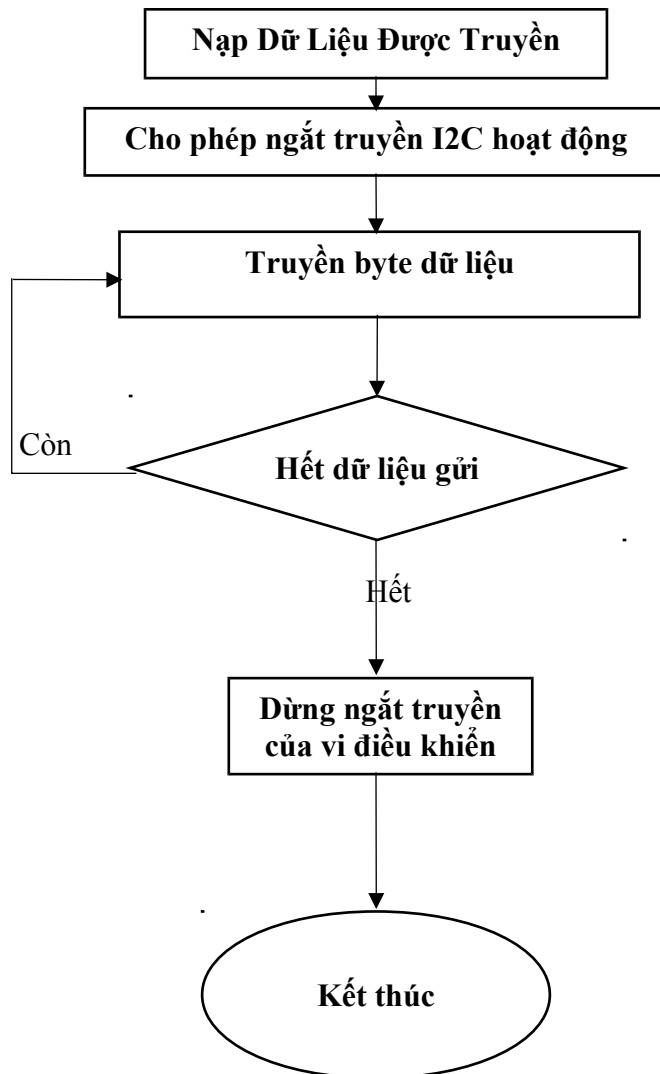 Nạp Dữ Liệu Được Truyền
Cho phép ngắt truyền I2C hoạt động
Truyền byte dữ liệu
Còn
Hết dữ liệu gửi
Hết
Dừng ngắt truyền
của vi điều khiển
Kết thúc